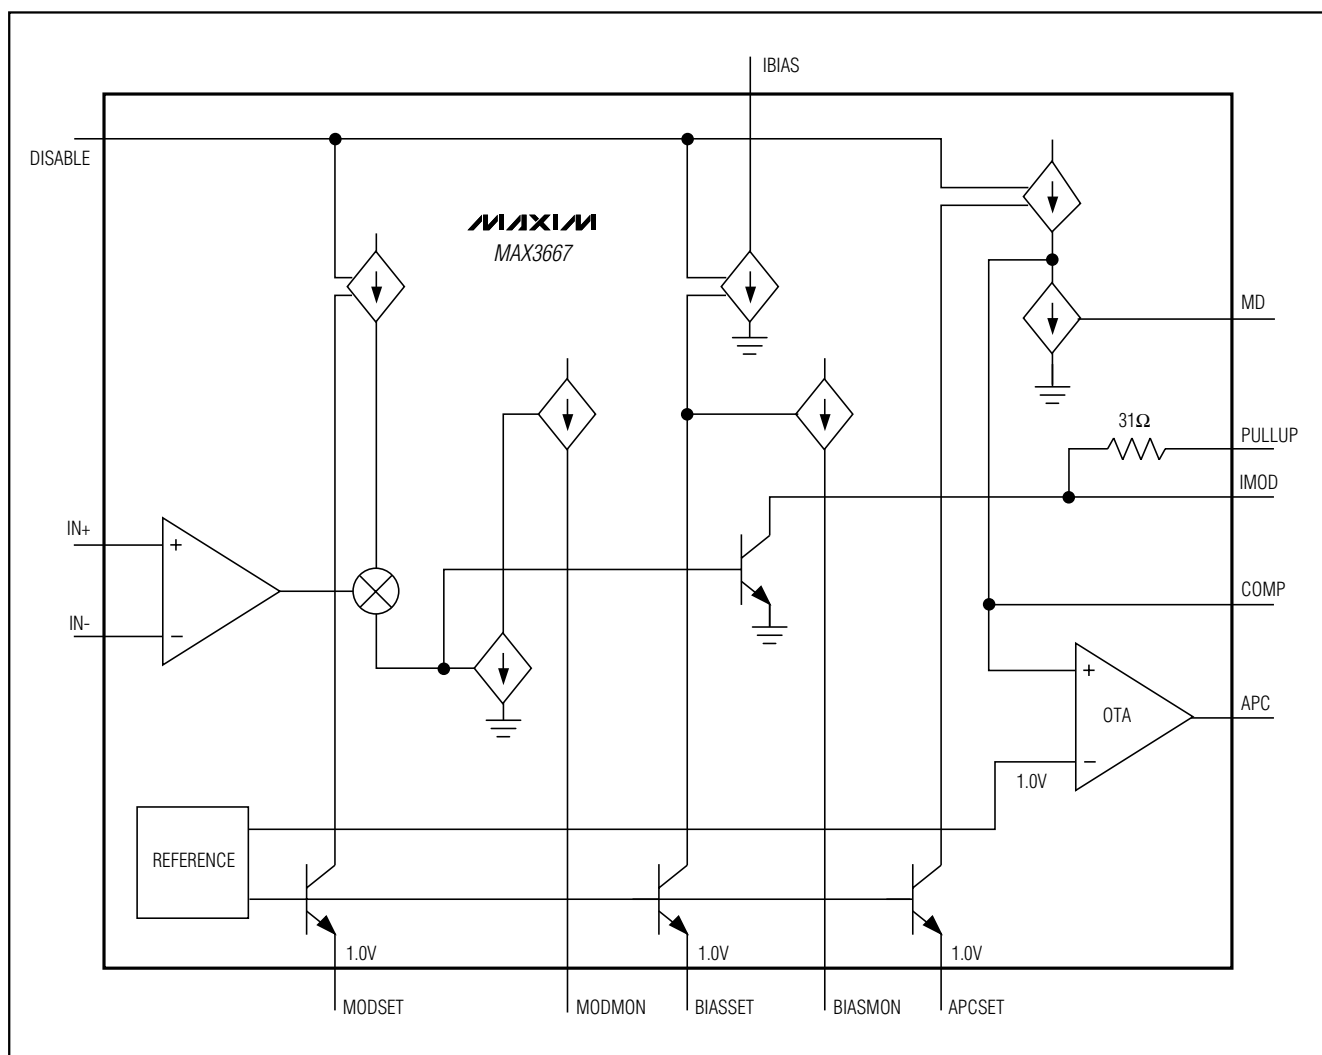 IBIAS
DISABLE
MAXIM
MAX3667
MD
31Ω
PULLUP
IMOD
IN+
+
COMP
IN-
−
+
OTA
APC
−
1.0V
REFERENCE
1.0V
1.0V
1.0V
MODSET
MODMON
BIASSET
BIASMON
APCSET